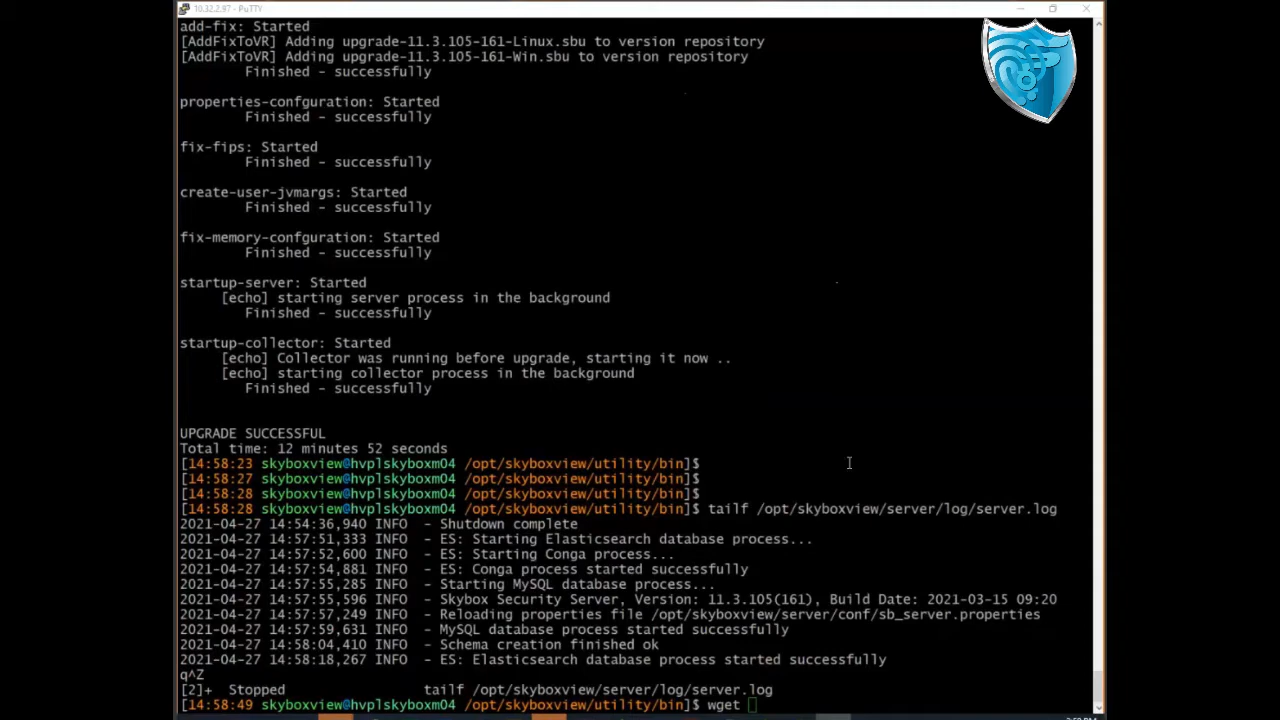 10.32.2.97 - PuTTY
add-fix: Started
[AddFixToVR] Adding upgrade-11.3.105-161-Linux.sbu to version repository
[AddFixToVR] Adding upgrade-11.3.105-161-Win.sbu to version repository
Finished - successfully
properties-confguration: Started
Finished - successfully
fix-fips: Started
Finished - successfully
create-user-jvmargs: Started
Finished - successfully
fix-memory-confguration: Started
Finished - successfully
startup-server: Started
[echo] starting server process in the background
Finished - successfully
startup-collector: Started
[echo] Collector was running before upgrade, starting it now ..
[echo] starting collector process in the background
Finished - successfully
UPGRADE SUCCESSFUL
Total time: 12 minutes 52 seconds
[14:58:23 skyboxview@hvplskyboxm04 /opt/skyboxview/utility/bin]$
[14:58:27 skyboxview@hvplskyboxm04 /opt/skyboxview/utility/bin]$
[14:58:28 skyboxview@hvplskyboxm04 /opt/skyboxview/utility/bin]$
[14:58:28 skyboxview@hvplskyboxm04 /opt/skyboxview/utility/bin]$ tailf /opt/skyboxview/server/log/server.log
2021-04-27 14:54:36,940 INFO - Shutdown complete
2021-04-27 14:57:51,333 INFO - ES: Starting Elasticsearch database process...
2021-04-27 14:57:52,600 INFO - ES: Starting Conga process...
2021-04-27 14:57:54,881 INFO - ES: Conga process started successfully
2021-04-27 14:57:55,285 INFO - Starting MySQL database process...
2021-04-27 14:57:55,596 INFO - Skybox Security Server, Version: 11.3.105(161), Build Date: 2021-03-15 09:20
2021-04-27 14:57:57,249 INFO - Reloading properties file /opt/skyboxview/server/conf/sb_server.properties
2021-04-27 14:57:59,631 INFO - MySQL database process started successfully
2021-04-27 14:58:04,410 INFO - Schema creation finished ok
2021-04-27 14:58:18,267 INFO - ES: Elasticsearch database process started successfully
q^Z
[2]+ Stopped tailf /opt/skyboxview/server/log/server.log
[14:58:49 skyboxview@hvplskyboxm04 /opt/skyboxview/utility/bin]$ wget